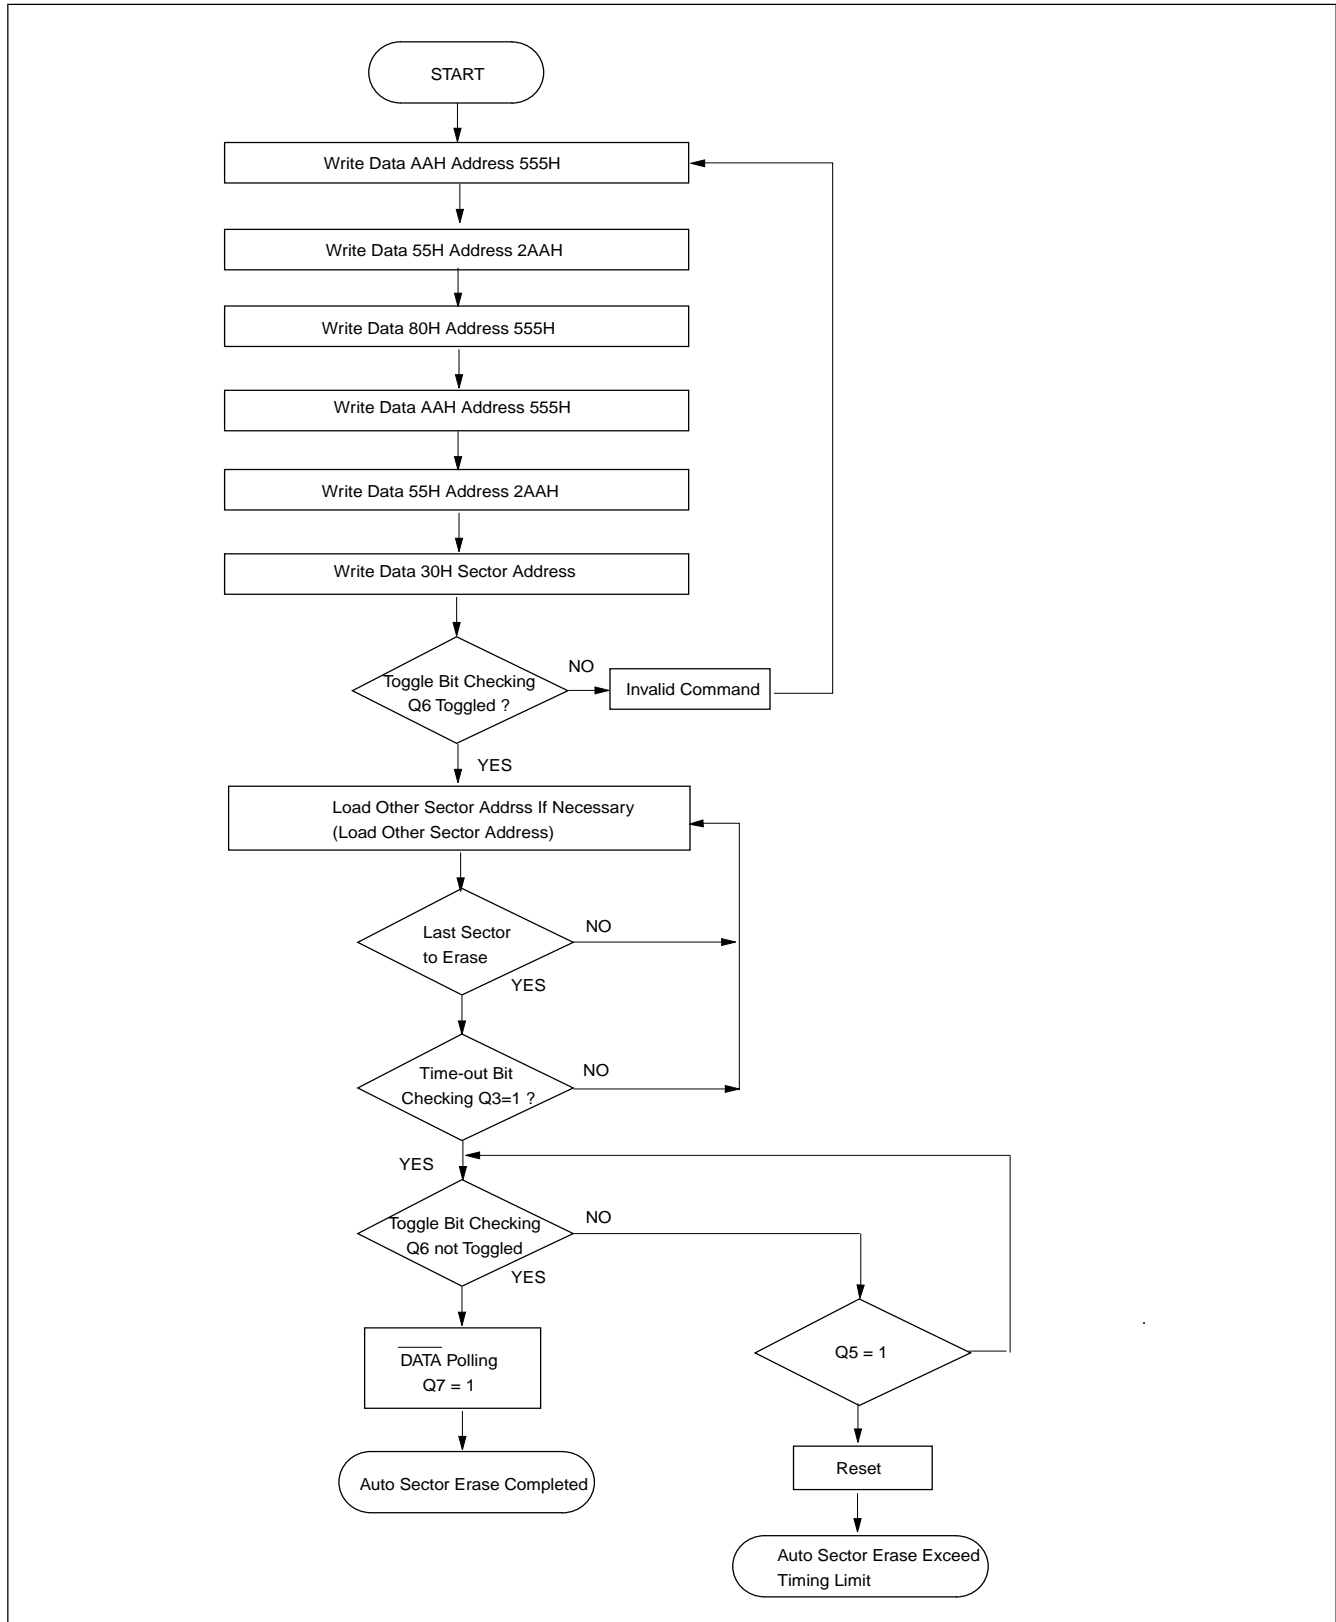 START
Write Data AAH Address 555H
Write Data 55H Address 2AAH
Write Data 80H Address 555H
Write Data AAH Address 555H
Write Data 55H Address 2AAH
Write Data 30H Sector Address
Toggle Bit Checking
Q6 Toggled ?
NO
Invalid Command
YES
Load Other Sector Addrss If Necessary
(Load Other Sector Address)
Last Sector
to Erase
NO
YES
Time-out Bit
Checking Q3=1 ?
NO
YES
Toggle Bit Checking
Q6 not Toggled
NO
YES
DATA Polling
Q7 = 1
Q5 = 1
Auto Sector Erase Completed
Reset
Auto Sector Erase Exceed
Timing Limit